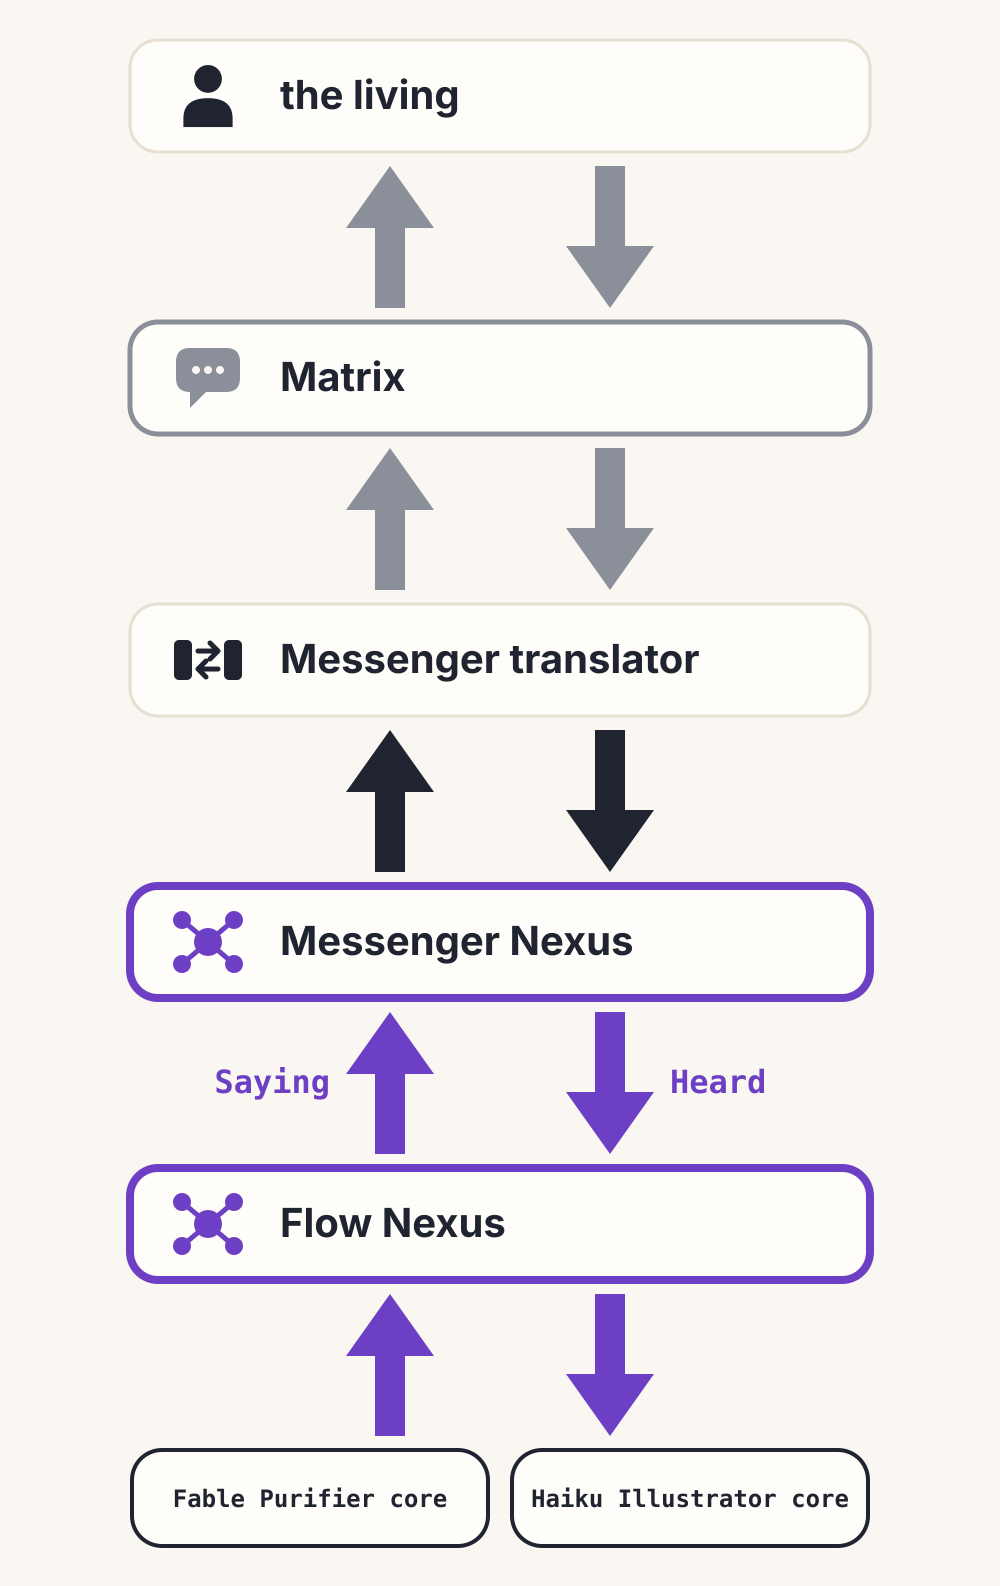 the living
Matrix
Messenger translator
Messenger Nexus
Saying
Heard
Flow Nexus
Fable Purifier core
Haiku Illustrator core